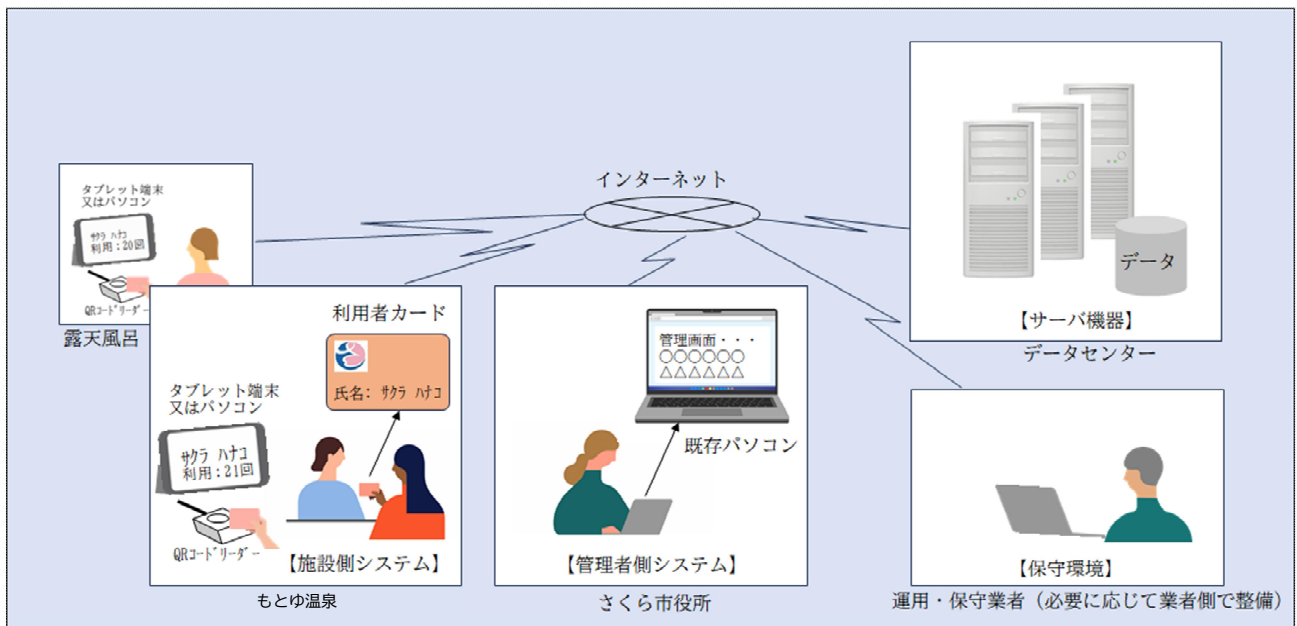 インターネット
タブレット端末
又はパソコン
サクラ ハナコ
利用:20回
QRコードリーダー
露天風呂
利用者カード
氏名: サクラ ハナコ
タブレット端末
又はパソコン
サクラ ハナコ
利用:21回
QRコードリーダー
【施設側システム】
もとゆ温泉
管理画面・・・
○○○○○○
△△△△△△
既存パソコン
【管理者側システム】
さくら市役所
データ
【サーバ機器】
データセンター
【保守環境】
運用・保守業者(必要に応じて業者側で整備)